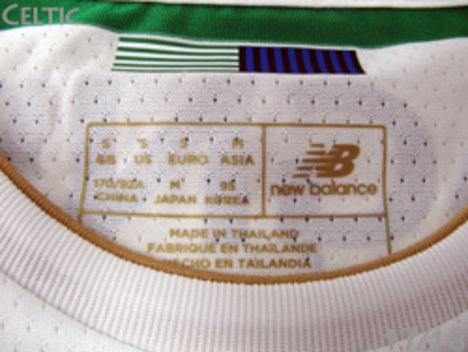 CELTIC
S S S M
GB US EURO ASIA
170/92A M 95
CHINA JAPAN KOREA
NB
new balance
MADE IN THAILAND
FABRIQUÉ EN THAÏLANDE
HECHO EN TAILANDIA